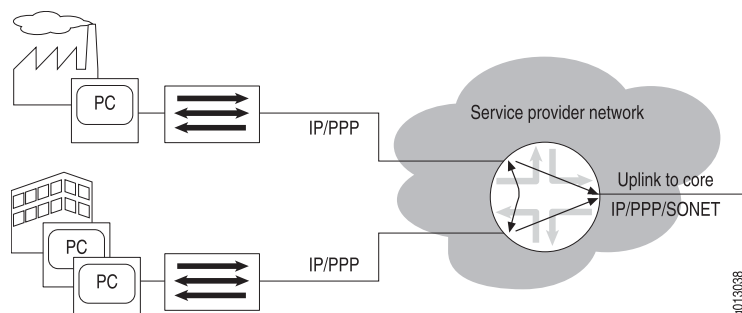 PC
IP/PPP
Service provider network
Uplink to core
IP/PPP/SONET
PC
PC
IP/PPP
g013038